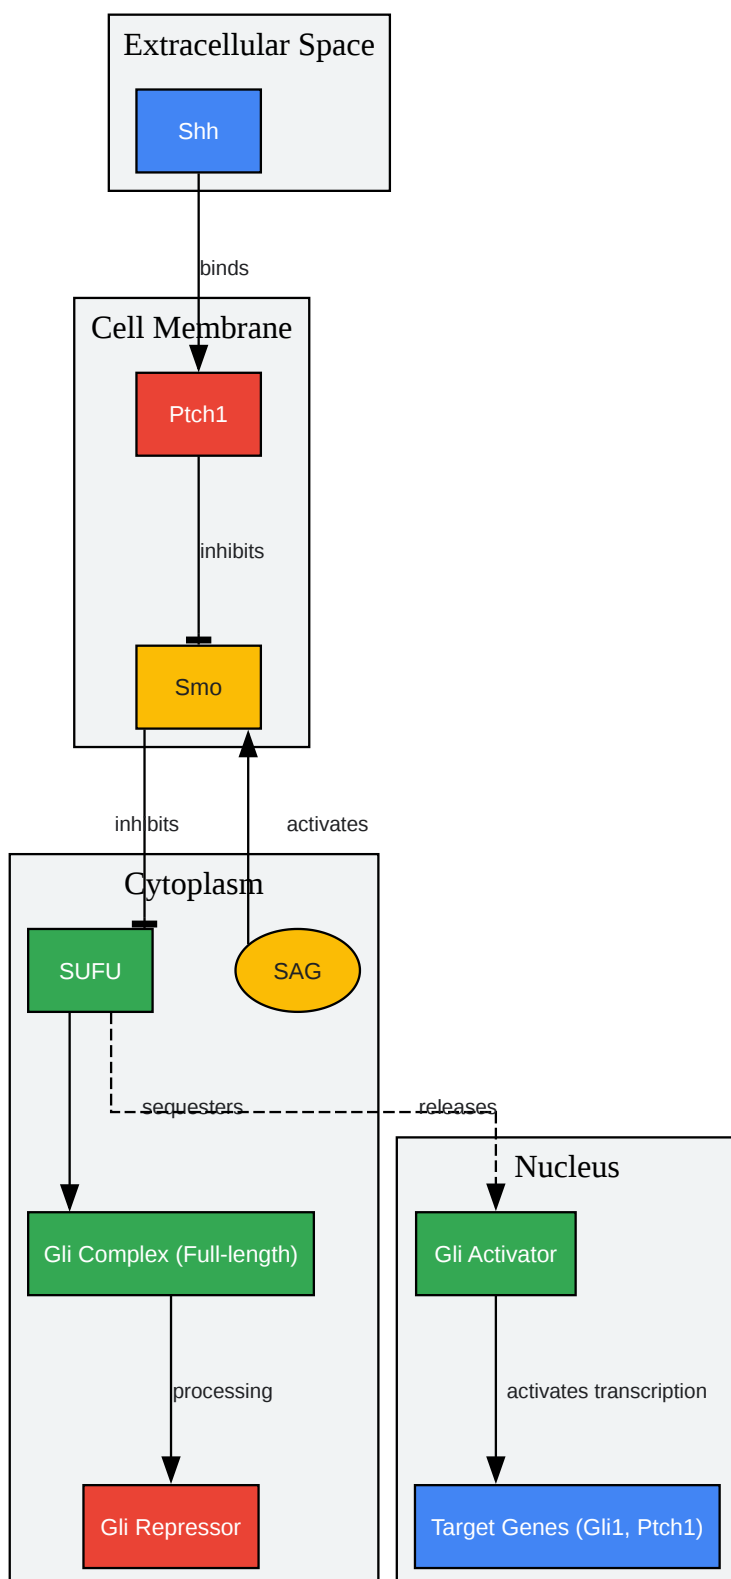 Extracellular Space
Shh
binds
Cell Membrane
Ptch1
inhibits
Smo
inhibits
activates
Cytoplasm
SUFU
SAG
sequesters
releases
Nucleus
Gli Complex (Full-length)
Gli Activator
processing
activates transcription
Gli Repressor
Target Genes (Gli1, Ptch1)